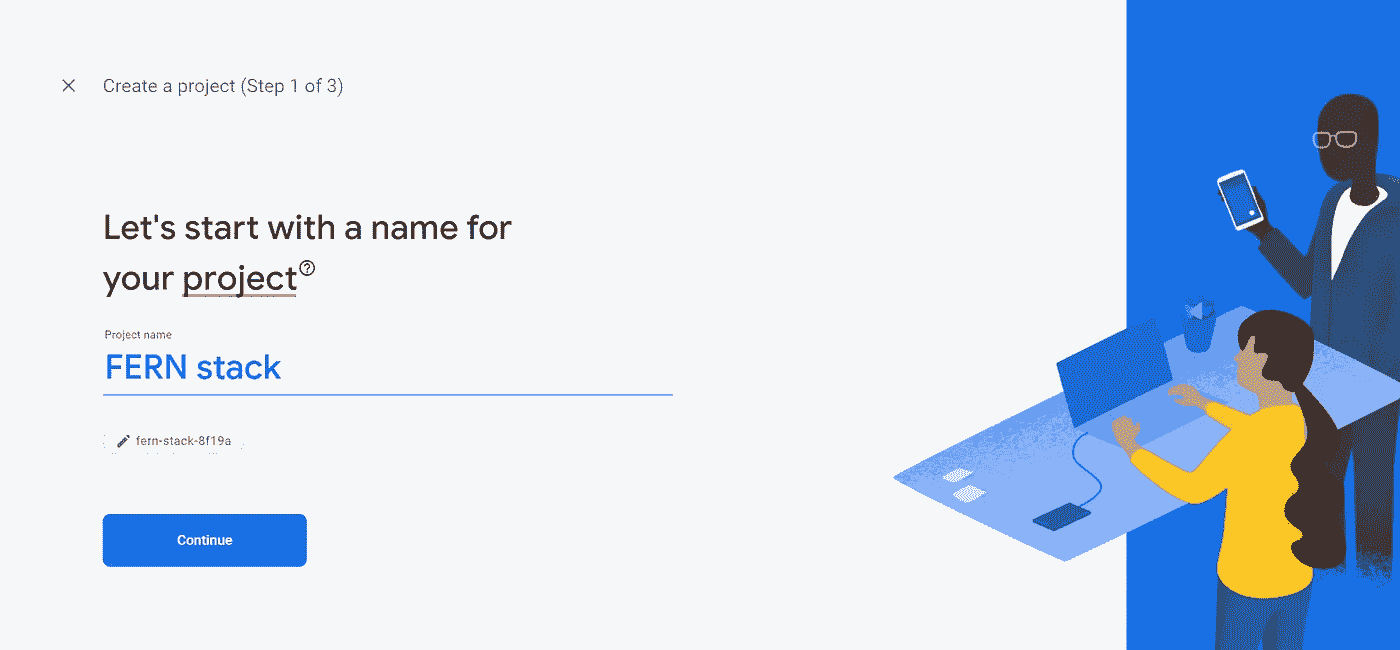 Create a project (Step 1 of 3)
Let's start with a name for
your project
Project name
FERN stack
fern-stack-8f19a
Continue